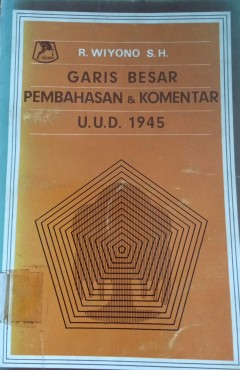 R. WIYONO S.H.
GARIS BESAR
PEMBAHASAN & KOMENTAR
U.U.D. 1945